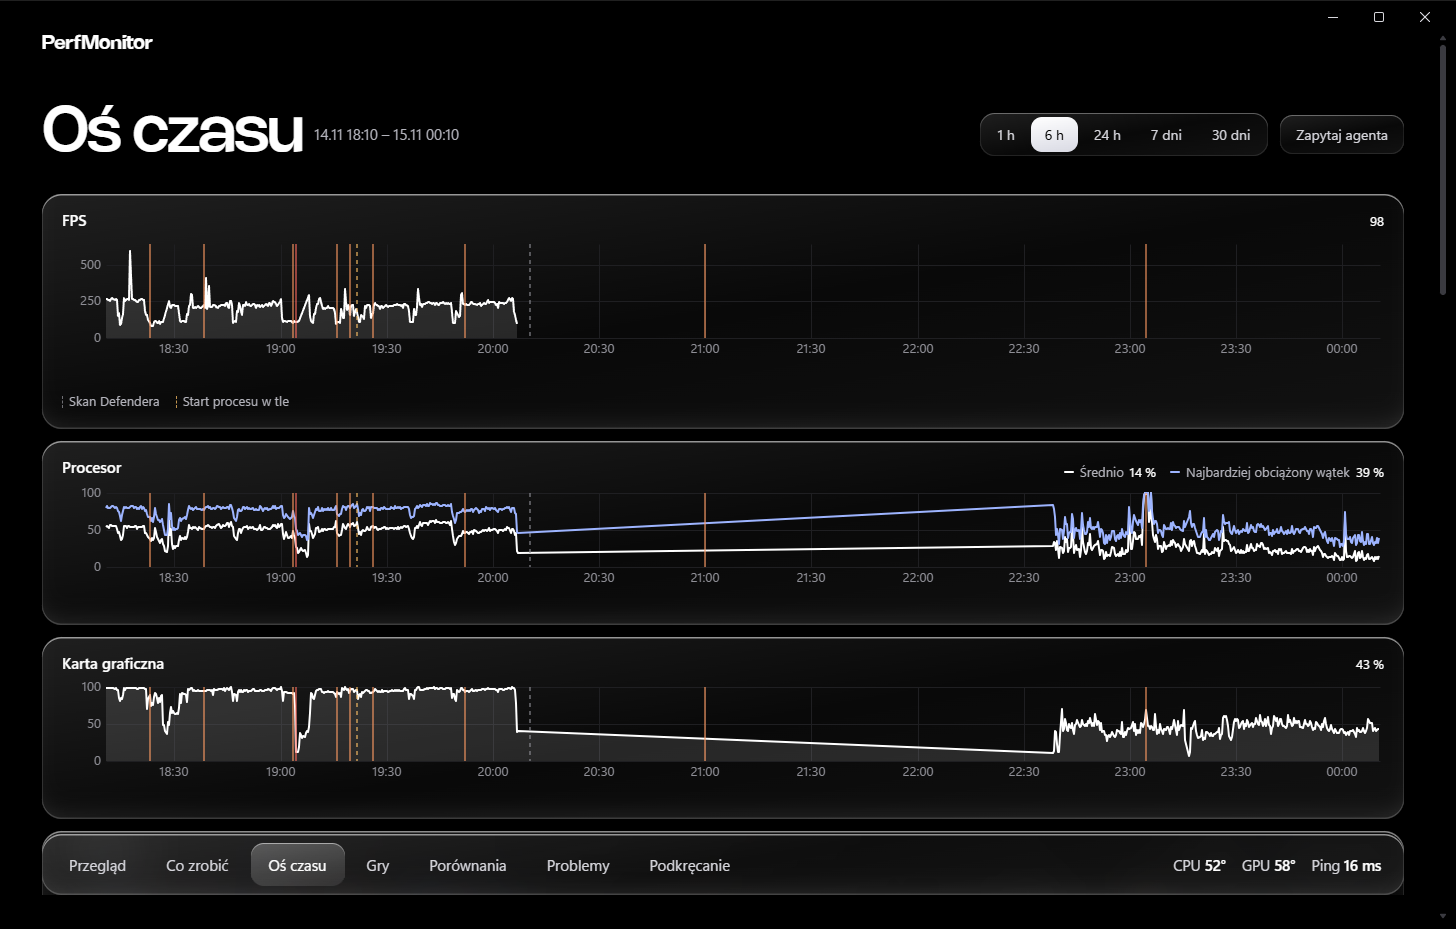 PerfMonitor
Oś czasu 14.11 18:10 – 15.11 00:10
1 h 6 h 24 h 7 dni 30 dni Zapytaj agenta
FPS 98
500
250
0
18:30 19:00 19:30 20:00 20:30 21:00 21:30 22:00 22:30 23:00 23:30 00:00
Skan Defendera Start procesu w tle
Procesor Średnio 14 % Najbardziej obciążony wątek 39 %
100
50
0
18:30 19:00 19:30 20:00 20:30 21:00 21:30 22:00 22:30 23:00 23:30 00:00
Karta graficzna 43 %
100
50
0
18:30 19:00 19:30 20:00 20:30 21:00 21:30 22:00 22:30 23:00 23:30 00:00
Przegląd Co zrobić Oś czasu Gry Porównania Problemy Podkręcanie CPU 52° GPU 58° Ping 16 ms